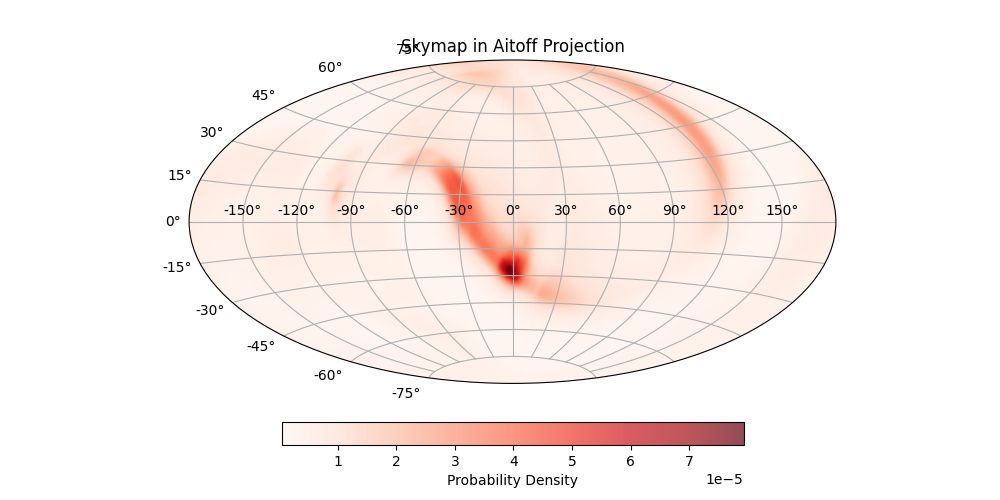 Skymap in Aitoff Projection
75°
60°
45°
30°
15°
-150° -120° -90° -60° -30° 0° 30° 60° 90° 120° 150°
0°
-15°
-30°
-45°
-60°
-75°
1 2 3 4 5 6 7
1e−5
Probability Density